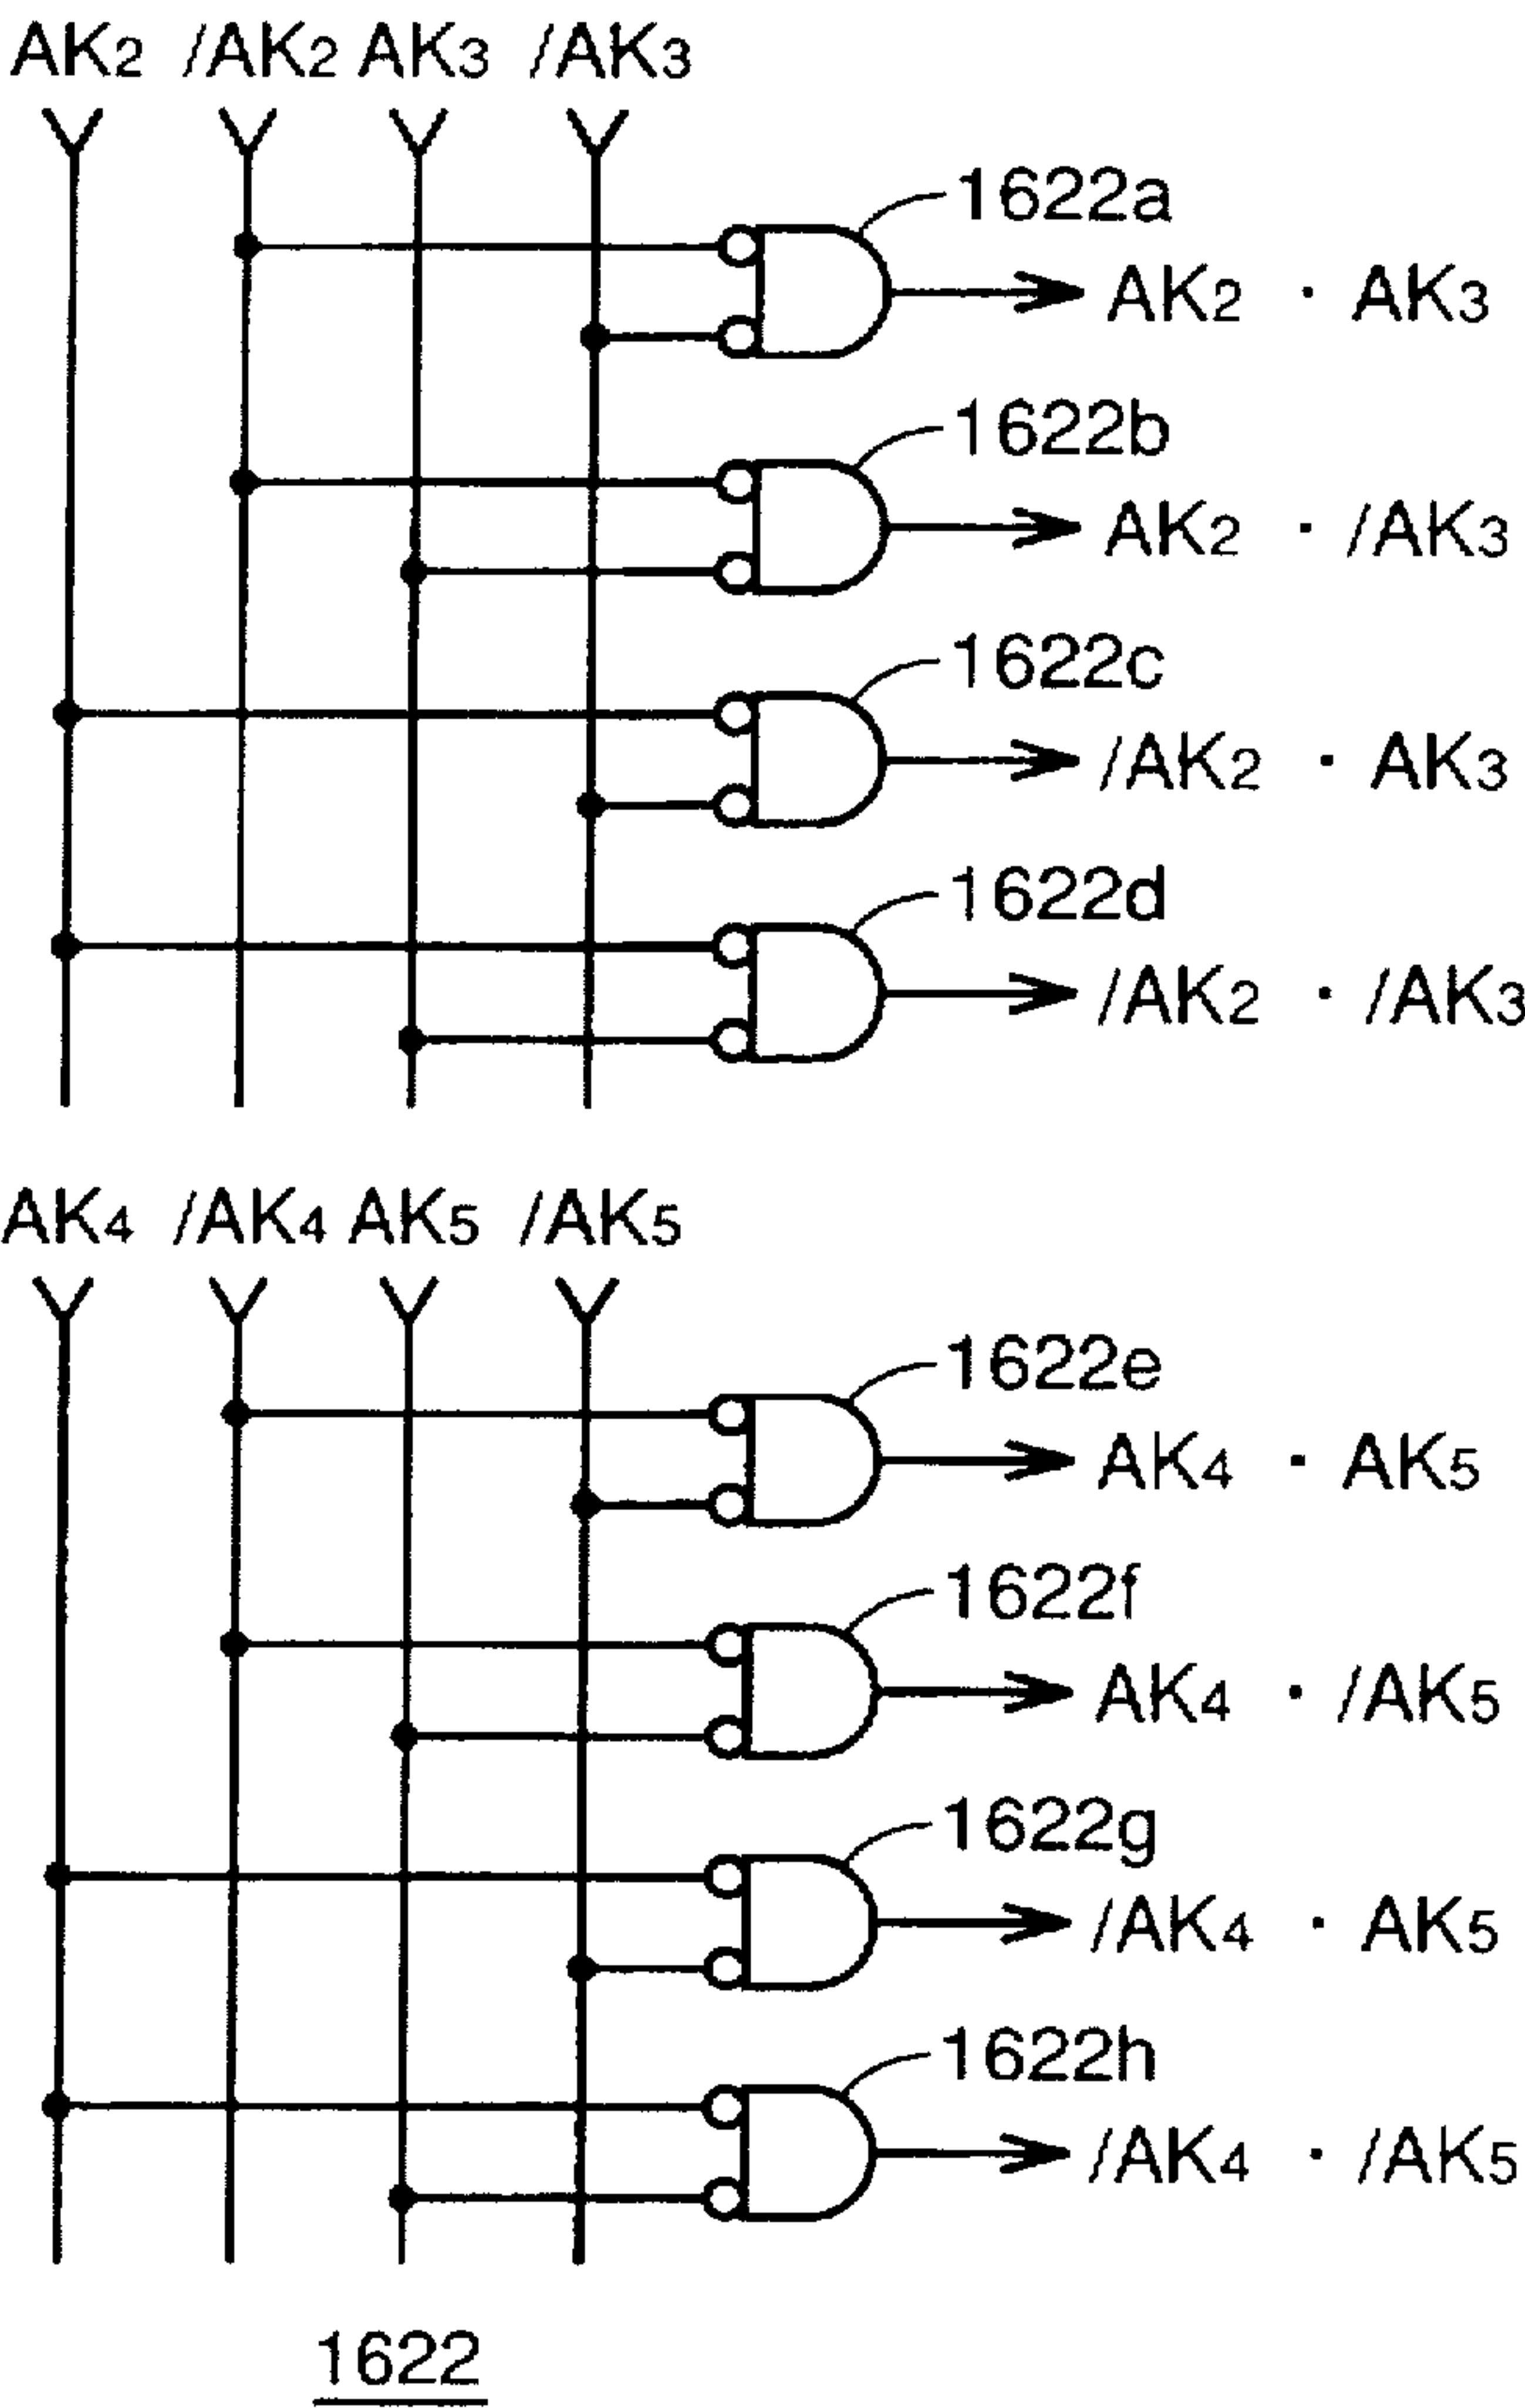 AK2 /AK2 AK3 /AK3
1622a
AK2 · AK3
1622b
AK2 · /AK3
1622c
/AK2 · AK3
1622d
/AK2 · /AK3
AK4 /AK4 AK5 /AK5
1622e
AK4 · AK5
1622f
AK4 · /AK5
1622g
/AK4 · AK5
1622h
/AK4 · /AK5
1622